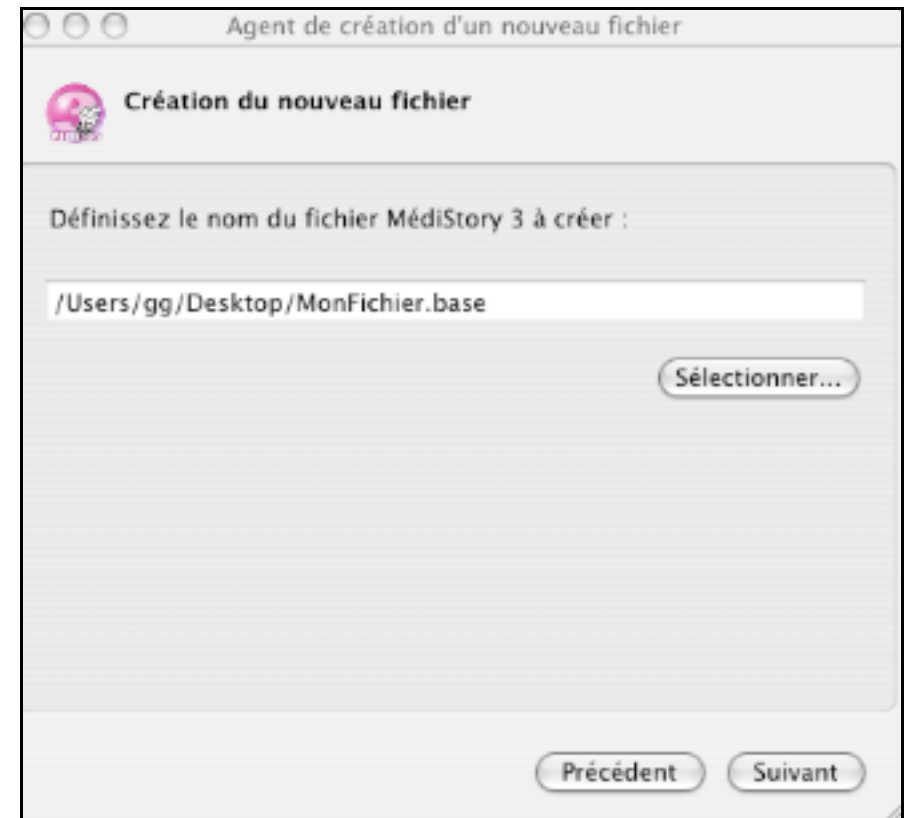 Agent de création d'un nouveau fichier
Création du nouveau fichier
Définissez le nom du fichier MédiStory 3 à créer :
/Users/gg/Desktop/MonFichier.base
Sélectionner...
Précédent Suivant